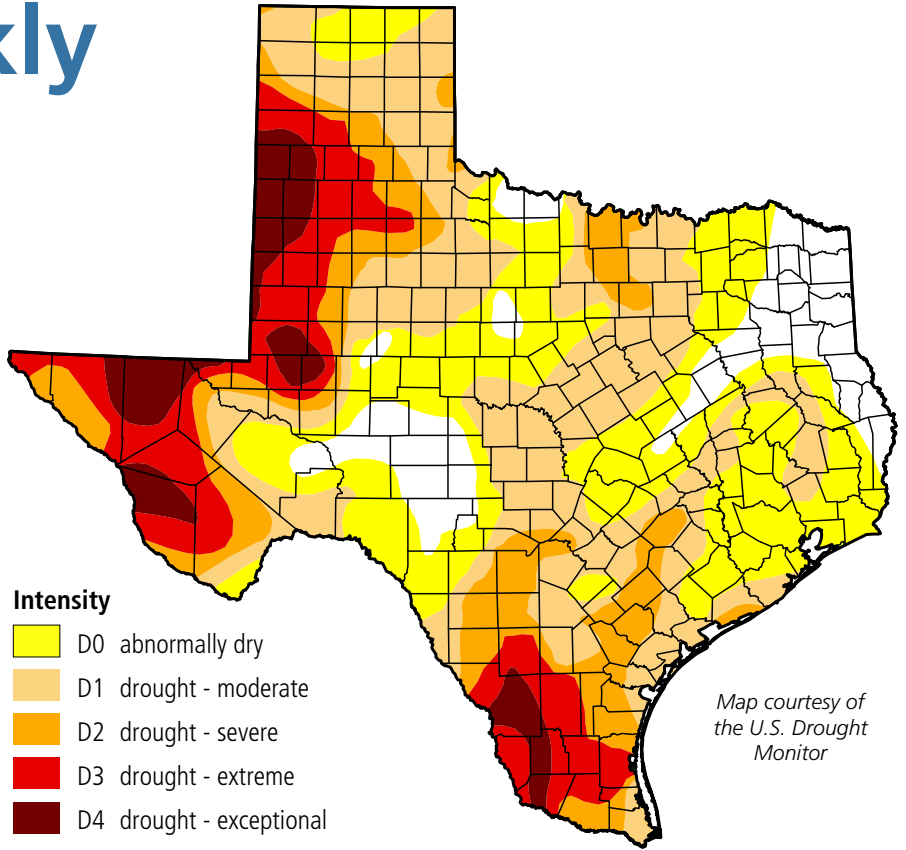 kly
Intensity
D0 abnormally dry
D1 drought - moderate
D2 drought - severe
D3 drought - extreme
D4 drought - exceptional
Map courtesy of
the U.S. Drought
Monitor